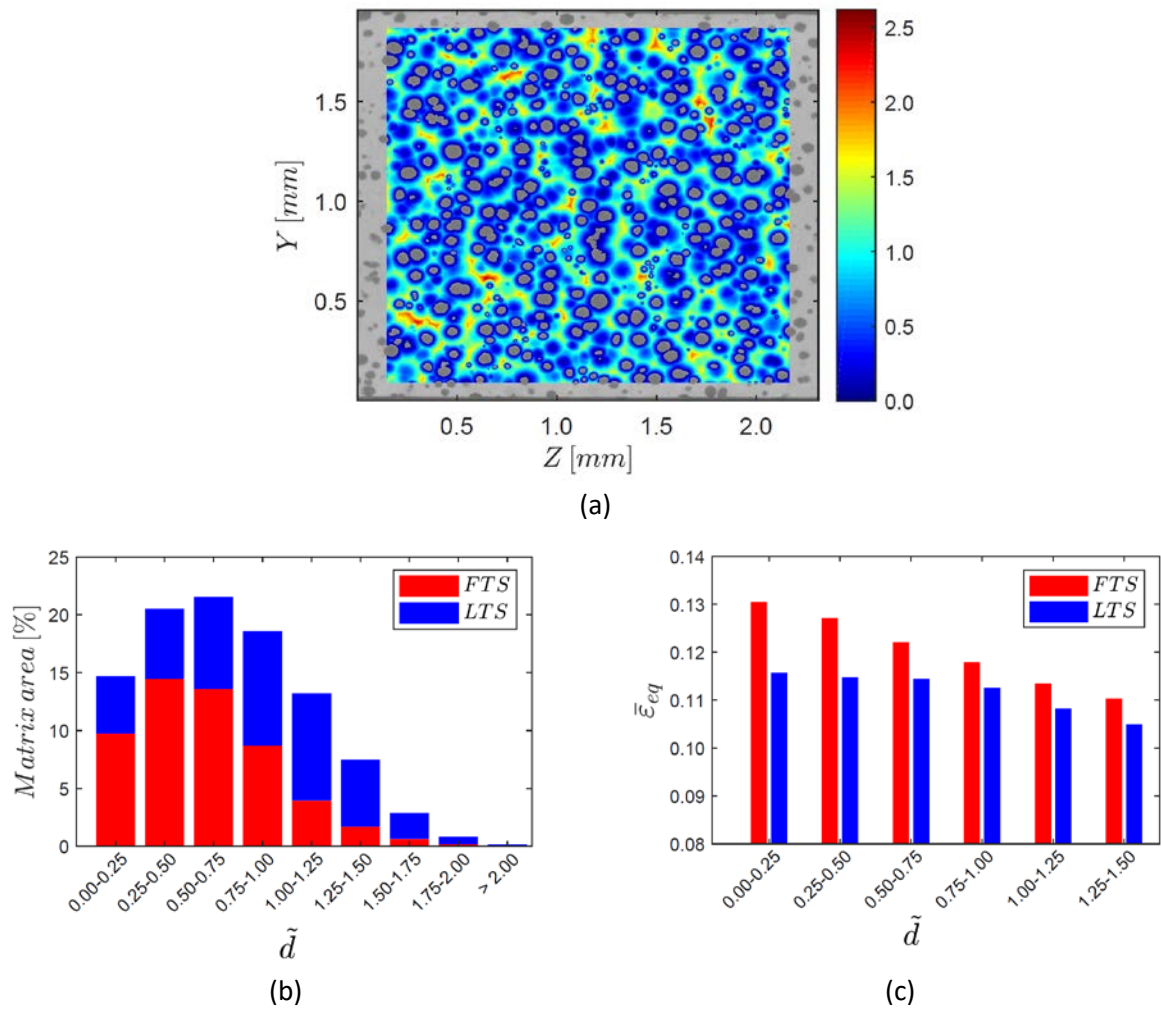 2.5
2.0
1.5
1.0
0.5
0.0
1.5
1.0
0.5
Y [mm]
0.5 1.0 1.5 2.0
Z [mm]
(a)
25
20
15
10
5
0
Matrix area [%]
FTS
LTS
0.00-0.25 0.25-0.50 0.50-0.75 0.75-1.00 1.00-1.25 1.25-1.50 1.50-1.75 1.75-2.00 > 2.00
d̃
(b)
0.14
0.13
0.12
0.11
0.10
0.09
0.08
ε̄eq
FTS
LTS
0.00-0.25 0.25-0.50 0.50-0.75 0.75-1.00 1.00-1.25 1.25-1.50
d̃
(c)